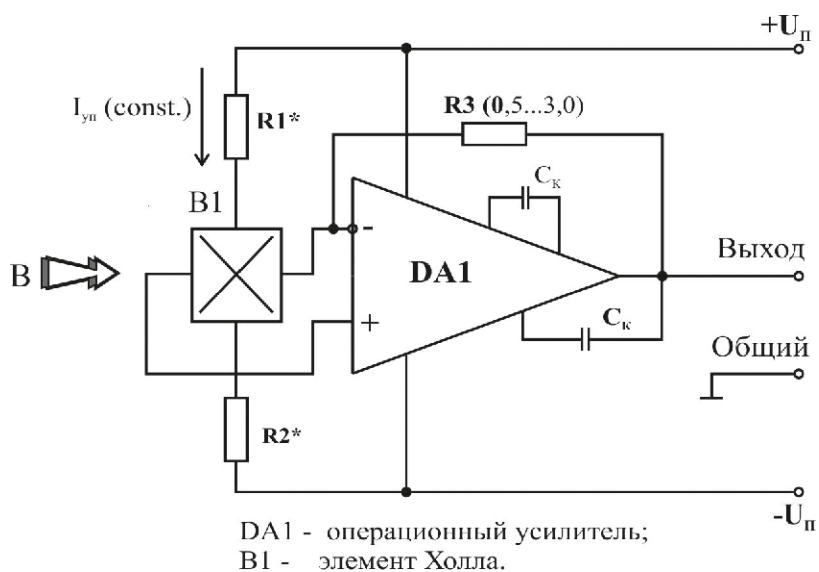 +Uп
Iуп (const.)
R1*
R3 (0,5...3,0)
Cк
B1
-
B
DA1
Выход
+
Cк
Общий
R2*
-Uп
DA1 - операционный усилитель;
B1 - элемент Холла.